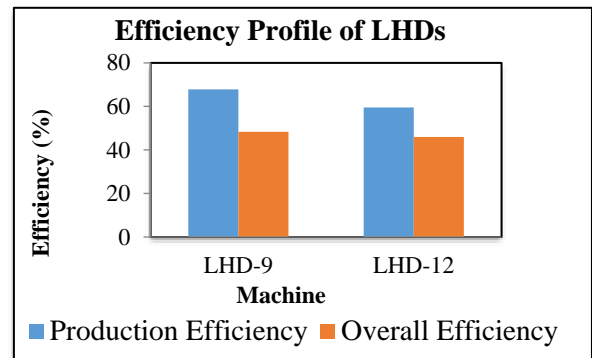 Efficiency Profile of LHDs
Efficiency (%)
80
60
40
20
0
LHD-9 LHD-12
Machine
Production Efficiency Overall Efficiency